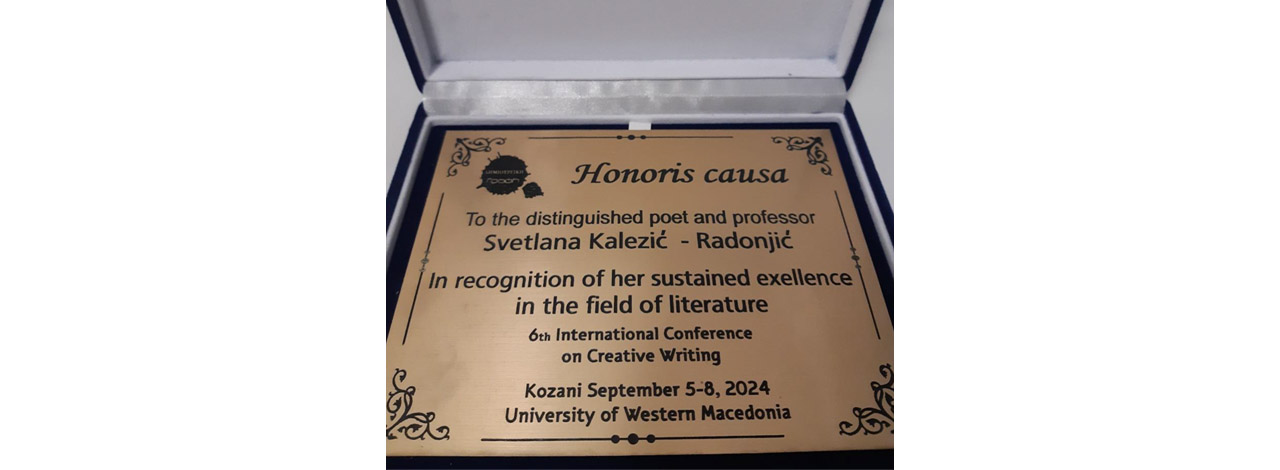 Honoris causa
To the distinguished poet and professor
Svetlana Kalezić - Radonjić
In recognition of her sustained exellence
in the field of literature
6th International Conference
on Creative Writing
Kozani September 5-8, 2024
University of Western Macedonia